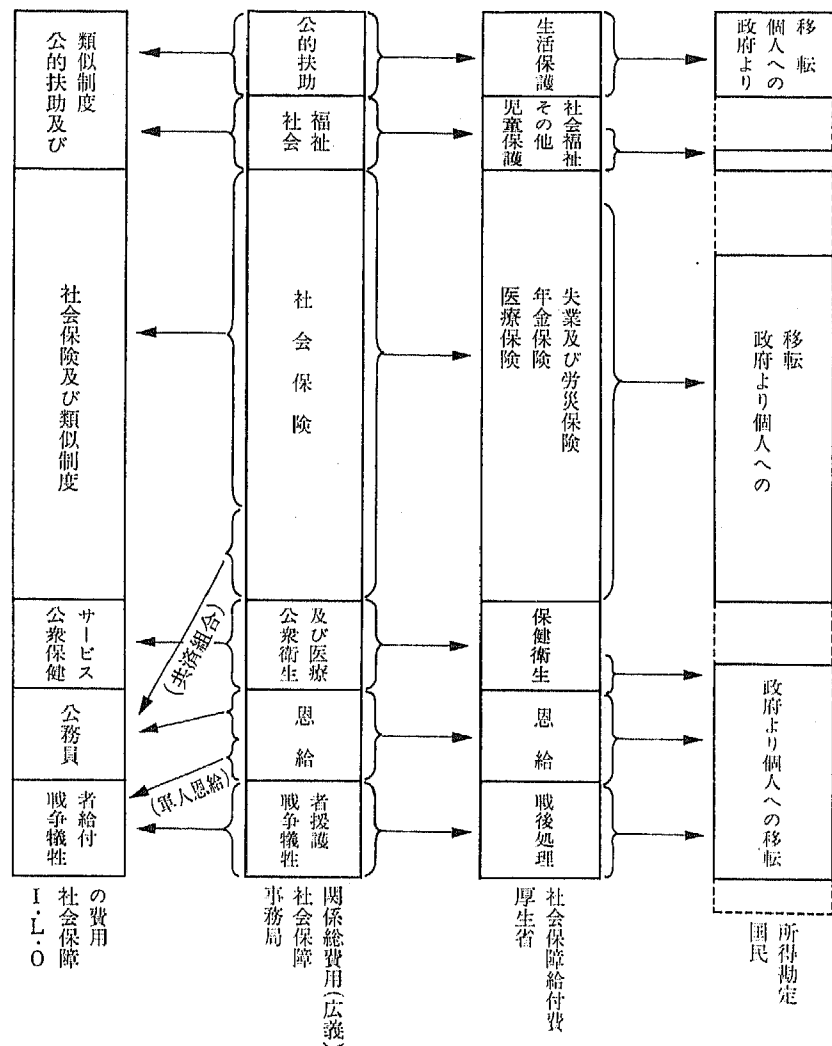 公的扶助及び
類似制度
社会保険及び類似制度
公衆保健
サービス
公務員
戦争犠牲
者給付
I・L・O
社会保障
の費用
(共済組合)
(軍人恩給)
公的扶助
社会
福祉
社会保険
公衆衛生
及び医療
恩給
戦争犠牲
者援護
事務局
社会保障
関係総費用(広義)
生活保護
児童保護
その他
社会福祉
医療保険
年金保険
失業及び労災保険
保健衛生
恩給
戦後処理
厚生省
社会保障給付費
政府より
個人への
移転
政府より個人への
移転
政府より個人への移転
国民
所得勘定